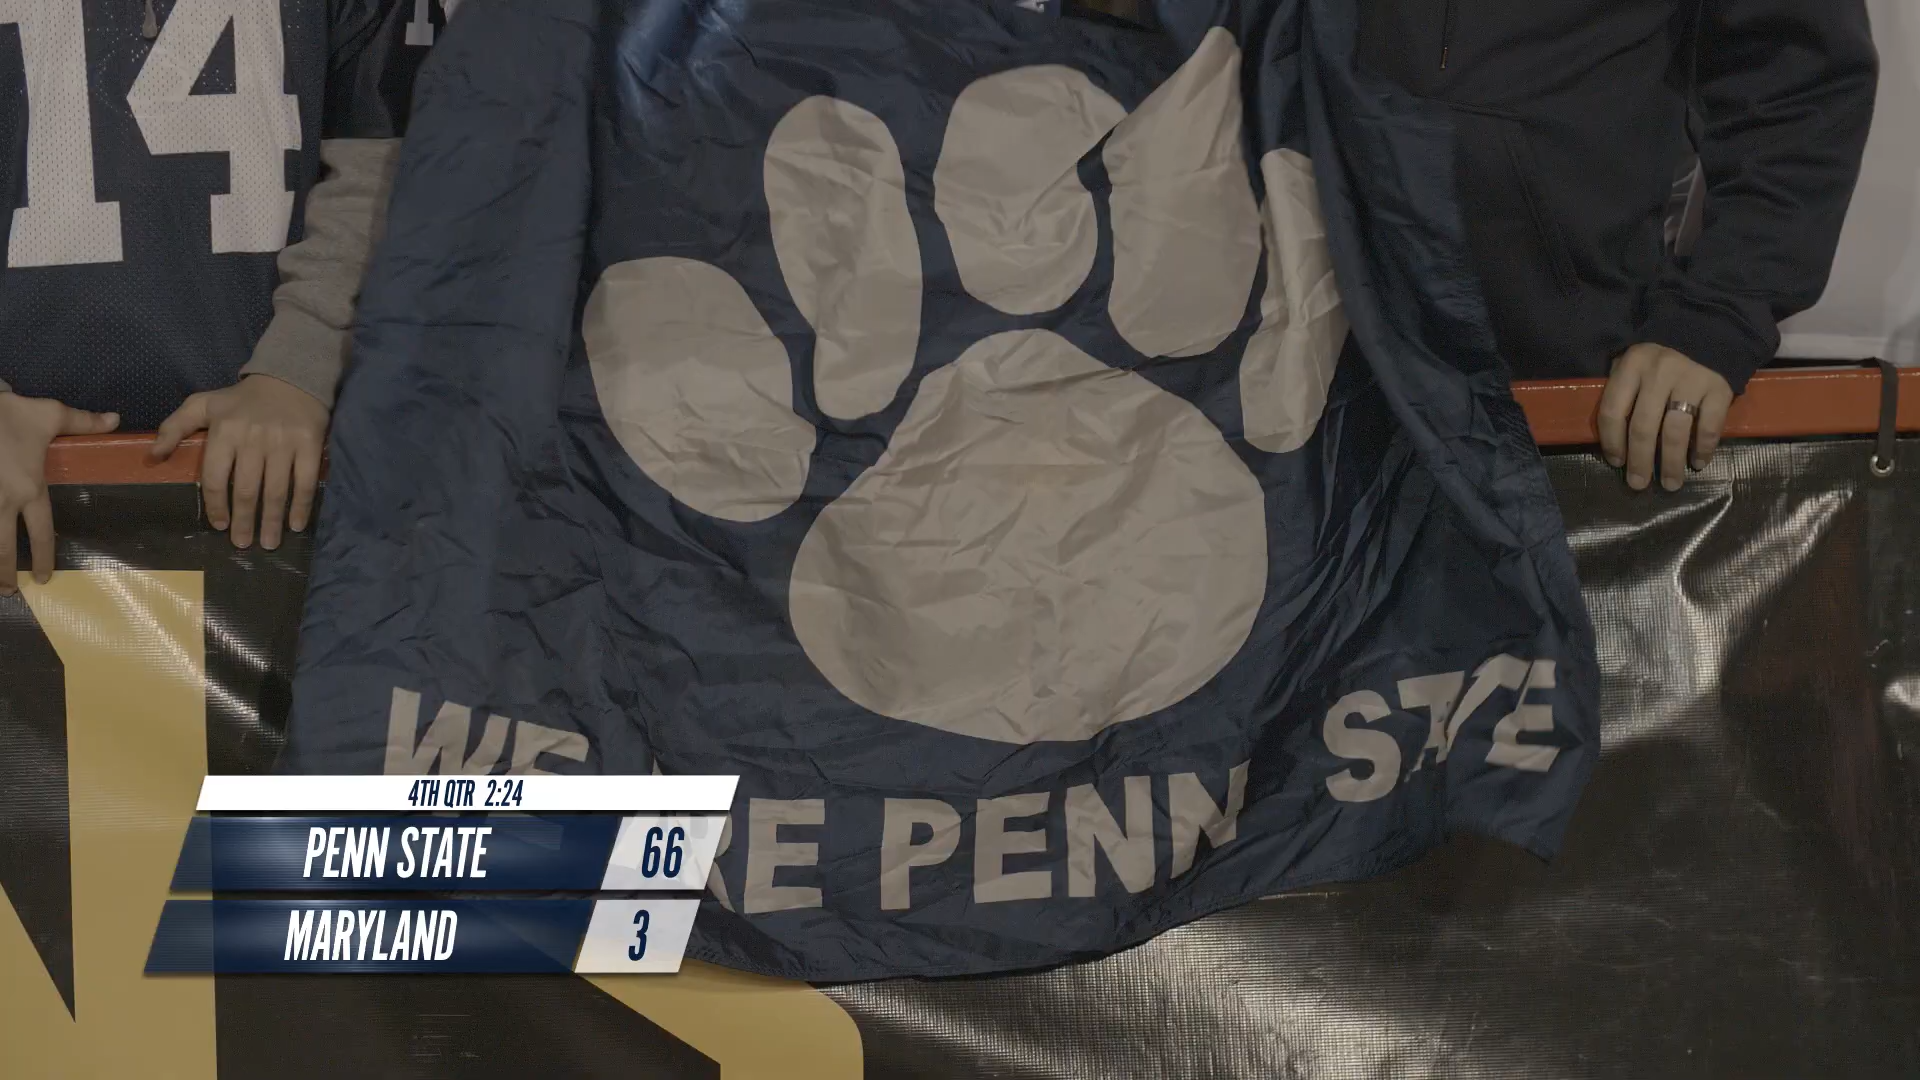 14
WE ARE PENN STATE
4TH QTR 2:24
PENN STATE 66
MARYLAND 3